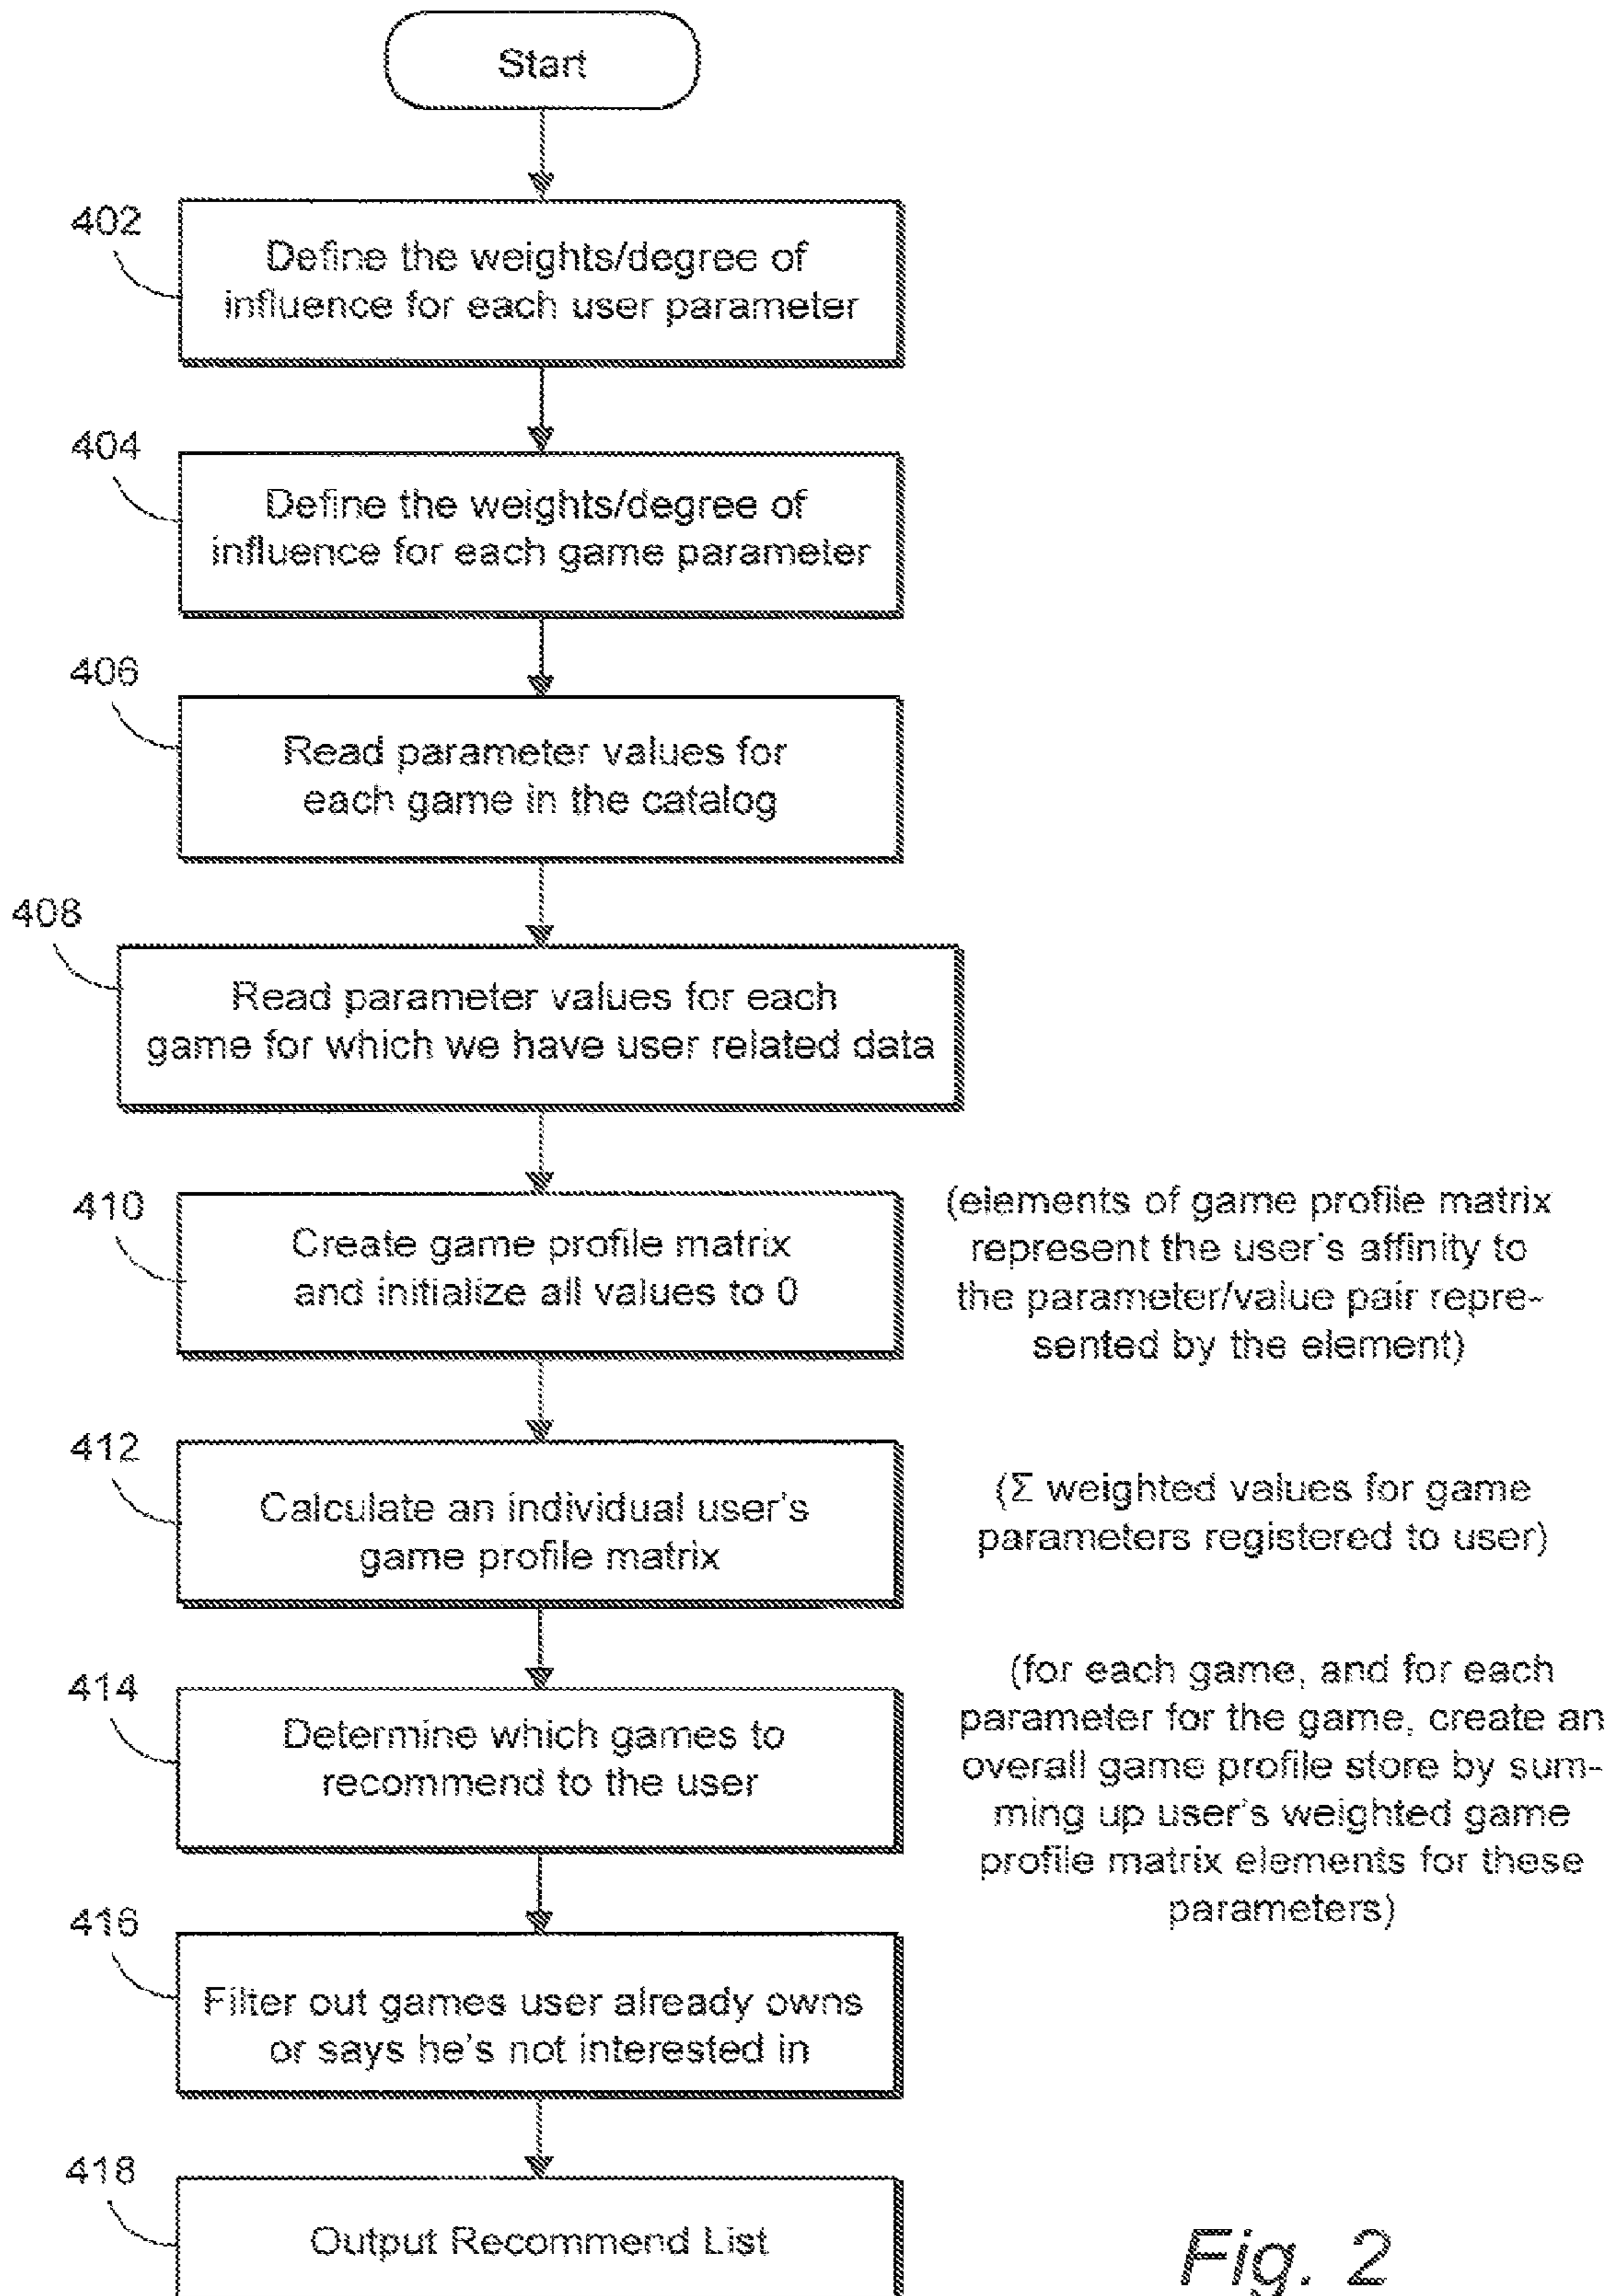 Start
402
Define the weights/degree of
influence for each user parameter
404
Define the weights/degree of
influence for each game parameter
406
Read parameter values for
each game in the catalog
408
Read parameter values for each
game for which we have user related data
410
Create game profile matrix
and initialize all values to 0
(elements of game profile matrix
represent the user's affinity to
the parameter/value pair repre-
sented by the element)
412
Calculate an individual user's
game profile matrix
(Σ weighted values for game
parameters registered to user)
414
Determine which games to
recommend to the user
(for each game, and for each
parameter for the game, create an
overall game profile store by sum-
ming up user's weighted game
profile matrix elements for these
parameters)
416
Filter out games user already owns
or says he's not interested in
418
Output Recommend List
Fig. 2